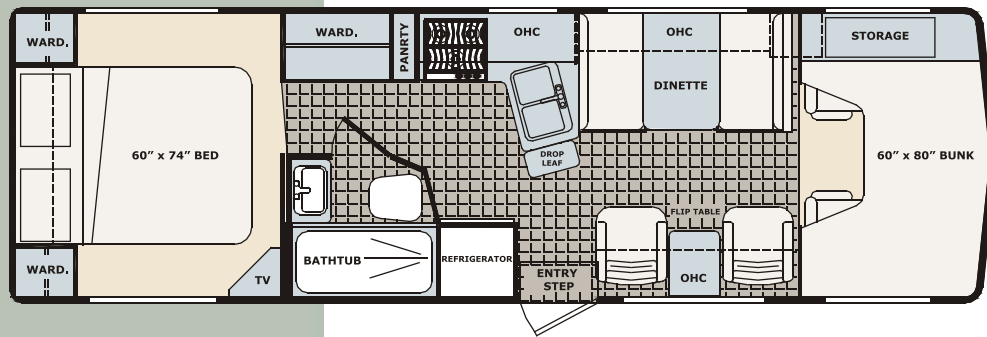 WARD.
WARD.
PANRTY
OHC
OHC
STORAGE
DINETTE
60" x 74" BED
DROP
LEAF
60" x 80" BUNK
FLIP TABLE
WARD.
TV
BATHTUB
REFRIGERATOR
ENTRY
STEP
OHC